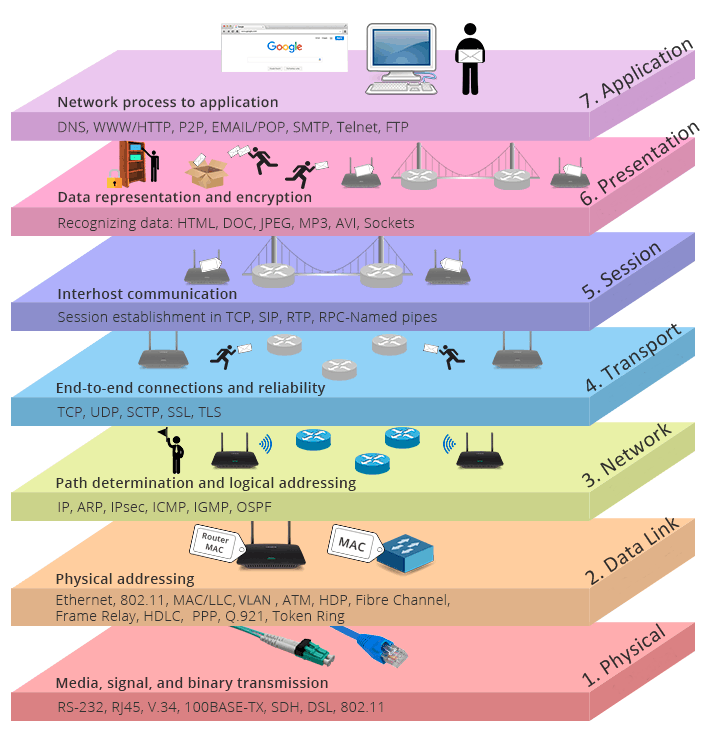 Google
7. Application
Network process to application
DNS, WWW/HTTP, P2P, EMAIL/POP, SMTP, Telnet, FTP
6. Presentation
Data representation and encryption
Recognizing data: HTML, DOC, JPEG, MP3, AVI, Sockets
5. Session
Interhost communication
Session establishment in TCP, SIP, RTP, RPC-Named pipes
4. Transport
End-to-end connections and reliability
TCP, UDP, SCTP, SSL, TLS
3. Network
Path determination and logical addressing
IP, ARP, IPsec, ICMP, IGMP, OSPF
Router
MAC
MAC
2. Data Link
Physical addressing
Ethernet, 802.11, MAC/LLC, VLAN , ATM, HDP, Fibre Channel,
Frame Relay, HDLC,  PPP, Q.921, Token Ring
1. Physical
Media, signal, and binary transmission
RS-232, RJ45, V.34, 100BASE-TX, SDH, DSL, 802.11